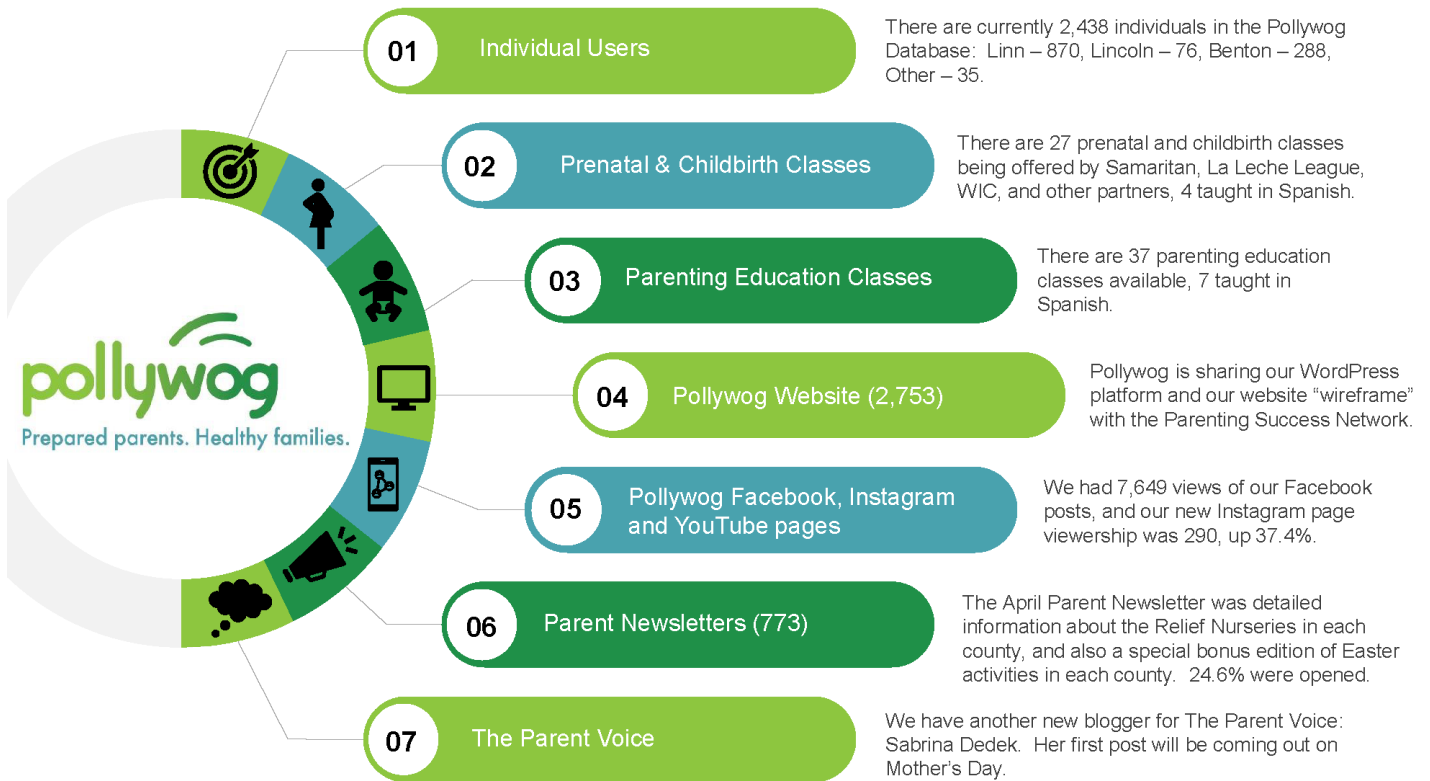 01
Individual Users
There are currently 2,438 individuals in the Pollywog
Database:  Linn – 870, Lincoln – 76, Benton – 288,
Other – 35.
02
Prenatal & Childbirth Classes
There are 27 prenatal and childbirth classes
being offered by Samaritan, La Leche League,
WIC, and other partners, 4 taught in Spanish.
03
Parenting Education Classes
There are 37 parenting education
classes available, 7 taught in
Spanish.
pollywog
Prepared parents. Healthy families.
04
Pollywog Website (2,753)
Pollywog is sharing our WordPress
platform and our website “wireframe”
with the Parenting Success Network.
05
Pollywog Facebook, Instagram
and YouTube pages
We had 7,649 views of our Facebook
posts, and our new Instagram page
viewership was 290, up 37.4%.
06
Parent Newsletters (773)
The April Parent Newsletter was detailed
information about the Relief Nurseries in each
county, and also a special bonus edition of Easter
activities in each county.  24.6% were opened.
07
The Parent Voice
We have another new blogger for The Parent Voice:
Sabrina Dedek.  Her first post will be coming out on
Mother’s Day.